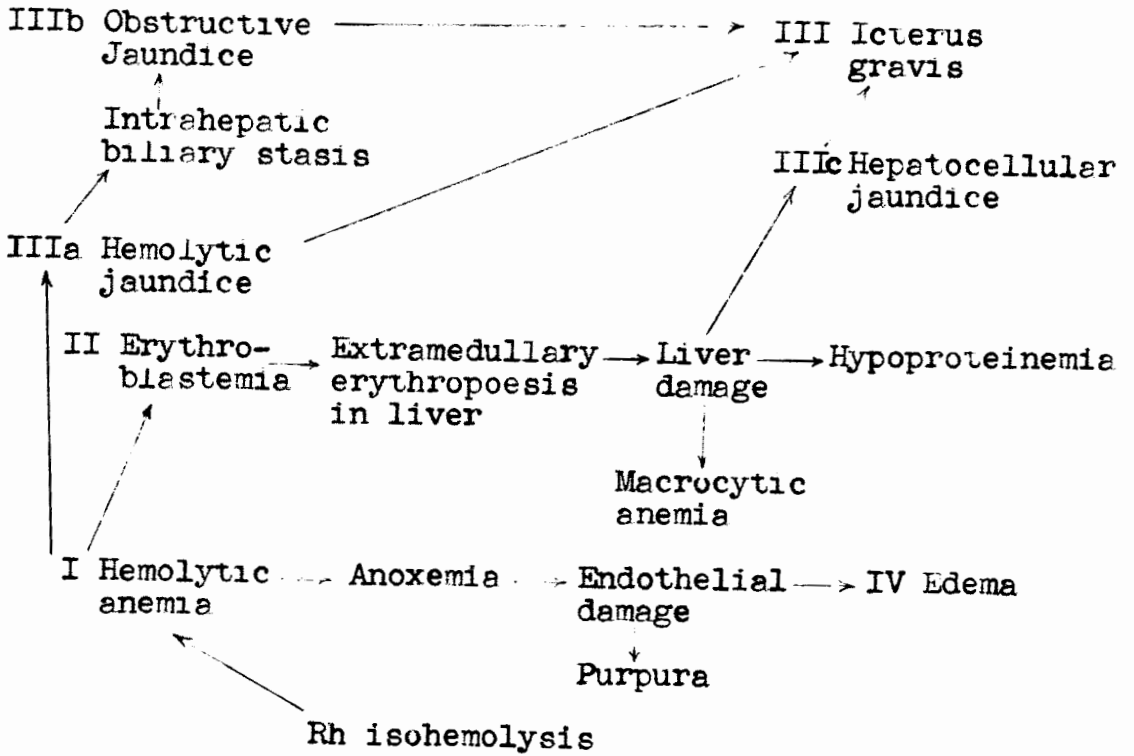 IIIb Obstructive
Jaundice
III Icterus
gravis
Intrahepatic
biliary stasis
IIIc Hepatocellular
jaundice
IIIa Hemolytic
jaundice
II Erythro-
blastemia
Extramedullary
erythropoesis
in liver
Liver
damage
Hypoproteinemia
Macrocytic
anemia
I Hemolytic
anemia
Anoxemia
Endothelial
damage
IV Edema
Purpura
Rh isohemolysis